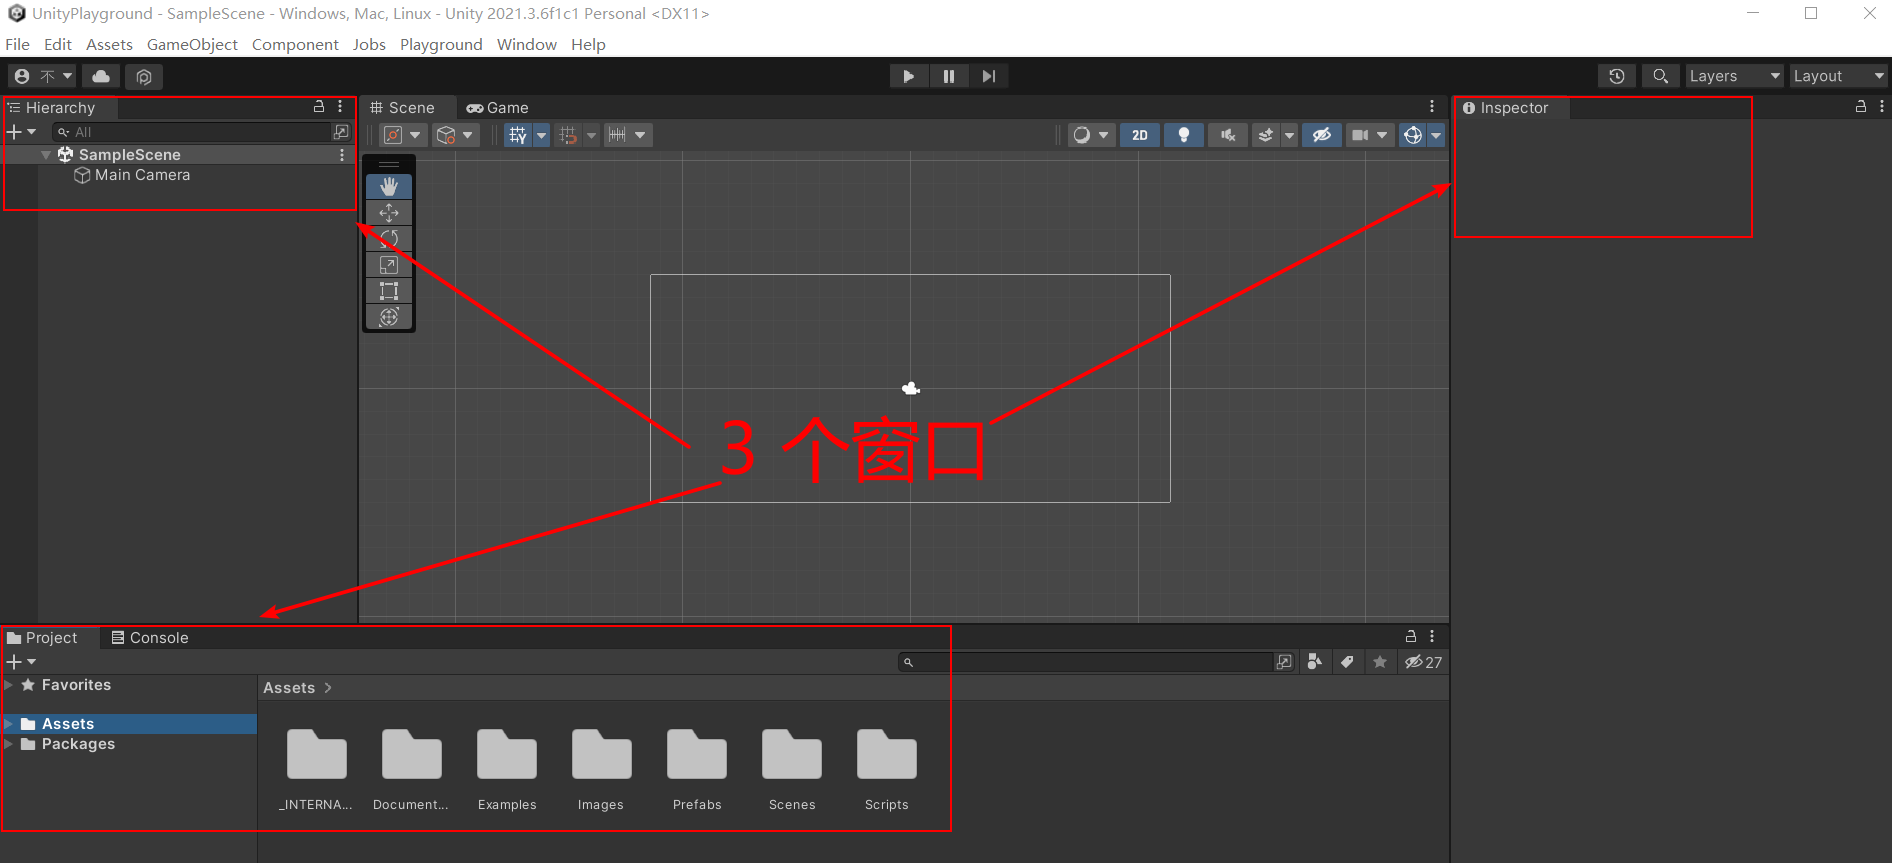 UnityPlayground - SampleScene - Windows, Mac, Linux - Unity 2021.3.6f1c1 Personal <DX11>
File Edit Assets GameObject Component Jobs Playground Window Help
不 Layers Layout
Hierarchy
All
SampleScene
Main Camera
Scene Game
2D
Inspector
3 个窗口
Project Console
27
Favorites
Assets
Packages
Assets >
_INTERNA... Document... Examples Images Prefabs Scenes Scripts